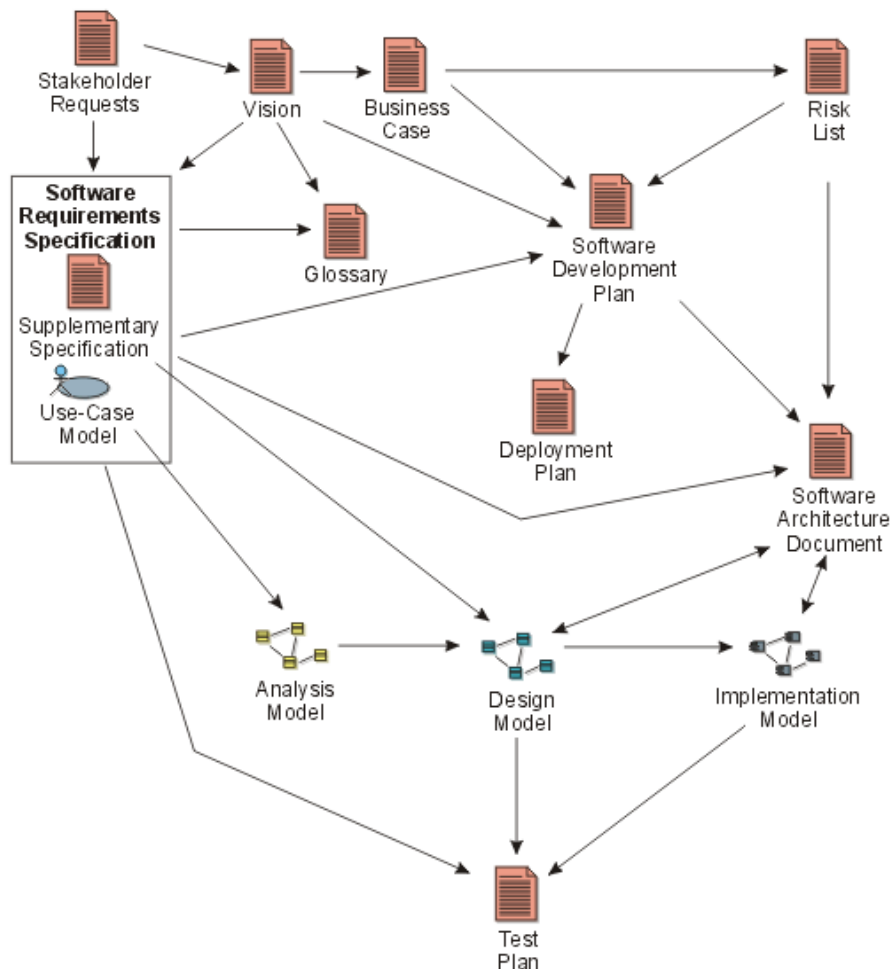 Stakeholder
Requests
Vision
Business
Case
Risk
List
Software
Requirements
Specification
Supplementary
Specification
Use-Case
Model
Glossary
Software
Development
Plan
Deployment
Plan
Software
Architecture
Document
Analysis
Model
Design
Model
Implementation
Model
Test
Plan